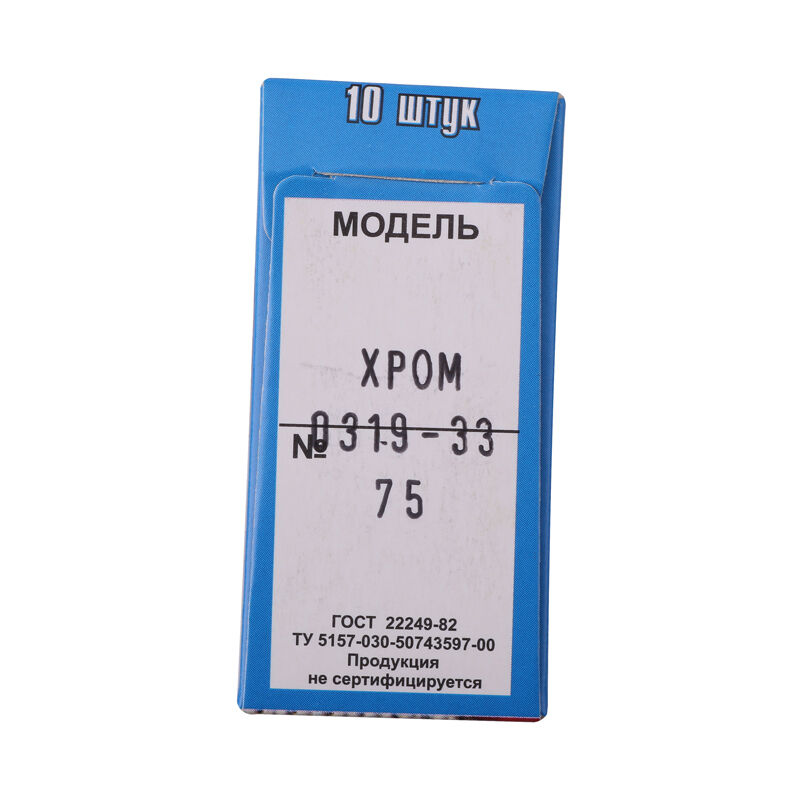 10 штук
МОДЕЛЬ
ХРОМ
0319-33
№
75
ГОСТ 22249-82
ТУ 5157-030-50743597-00
Продукция
не сертифицируется